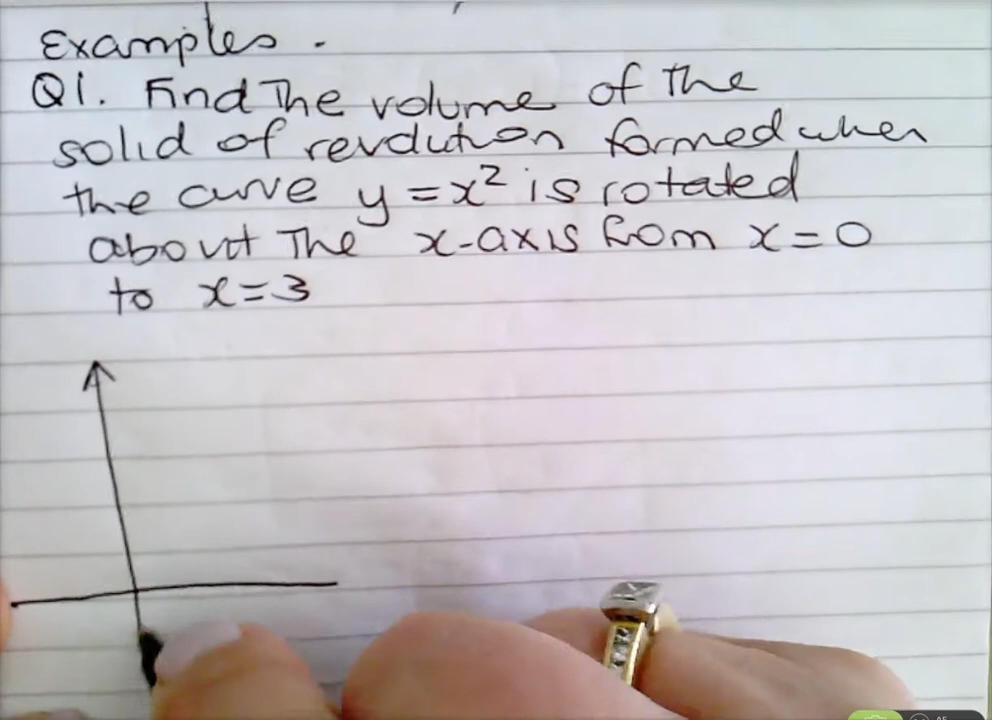 Examples.
Q1. Find The volume of The
solid of revolution formed when
the curve y = x² is rotated
about The x-axis from x = 0
to x = 3